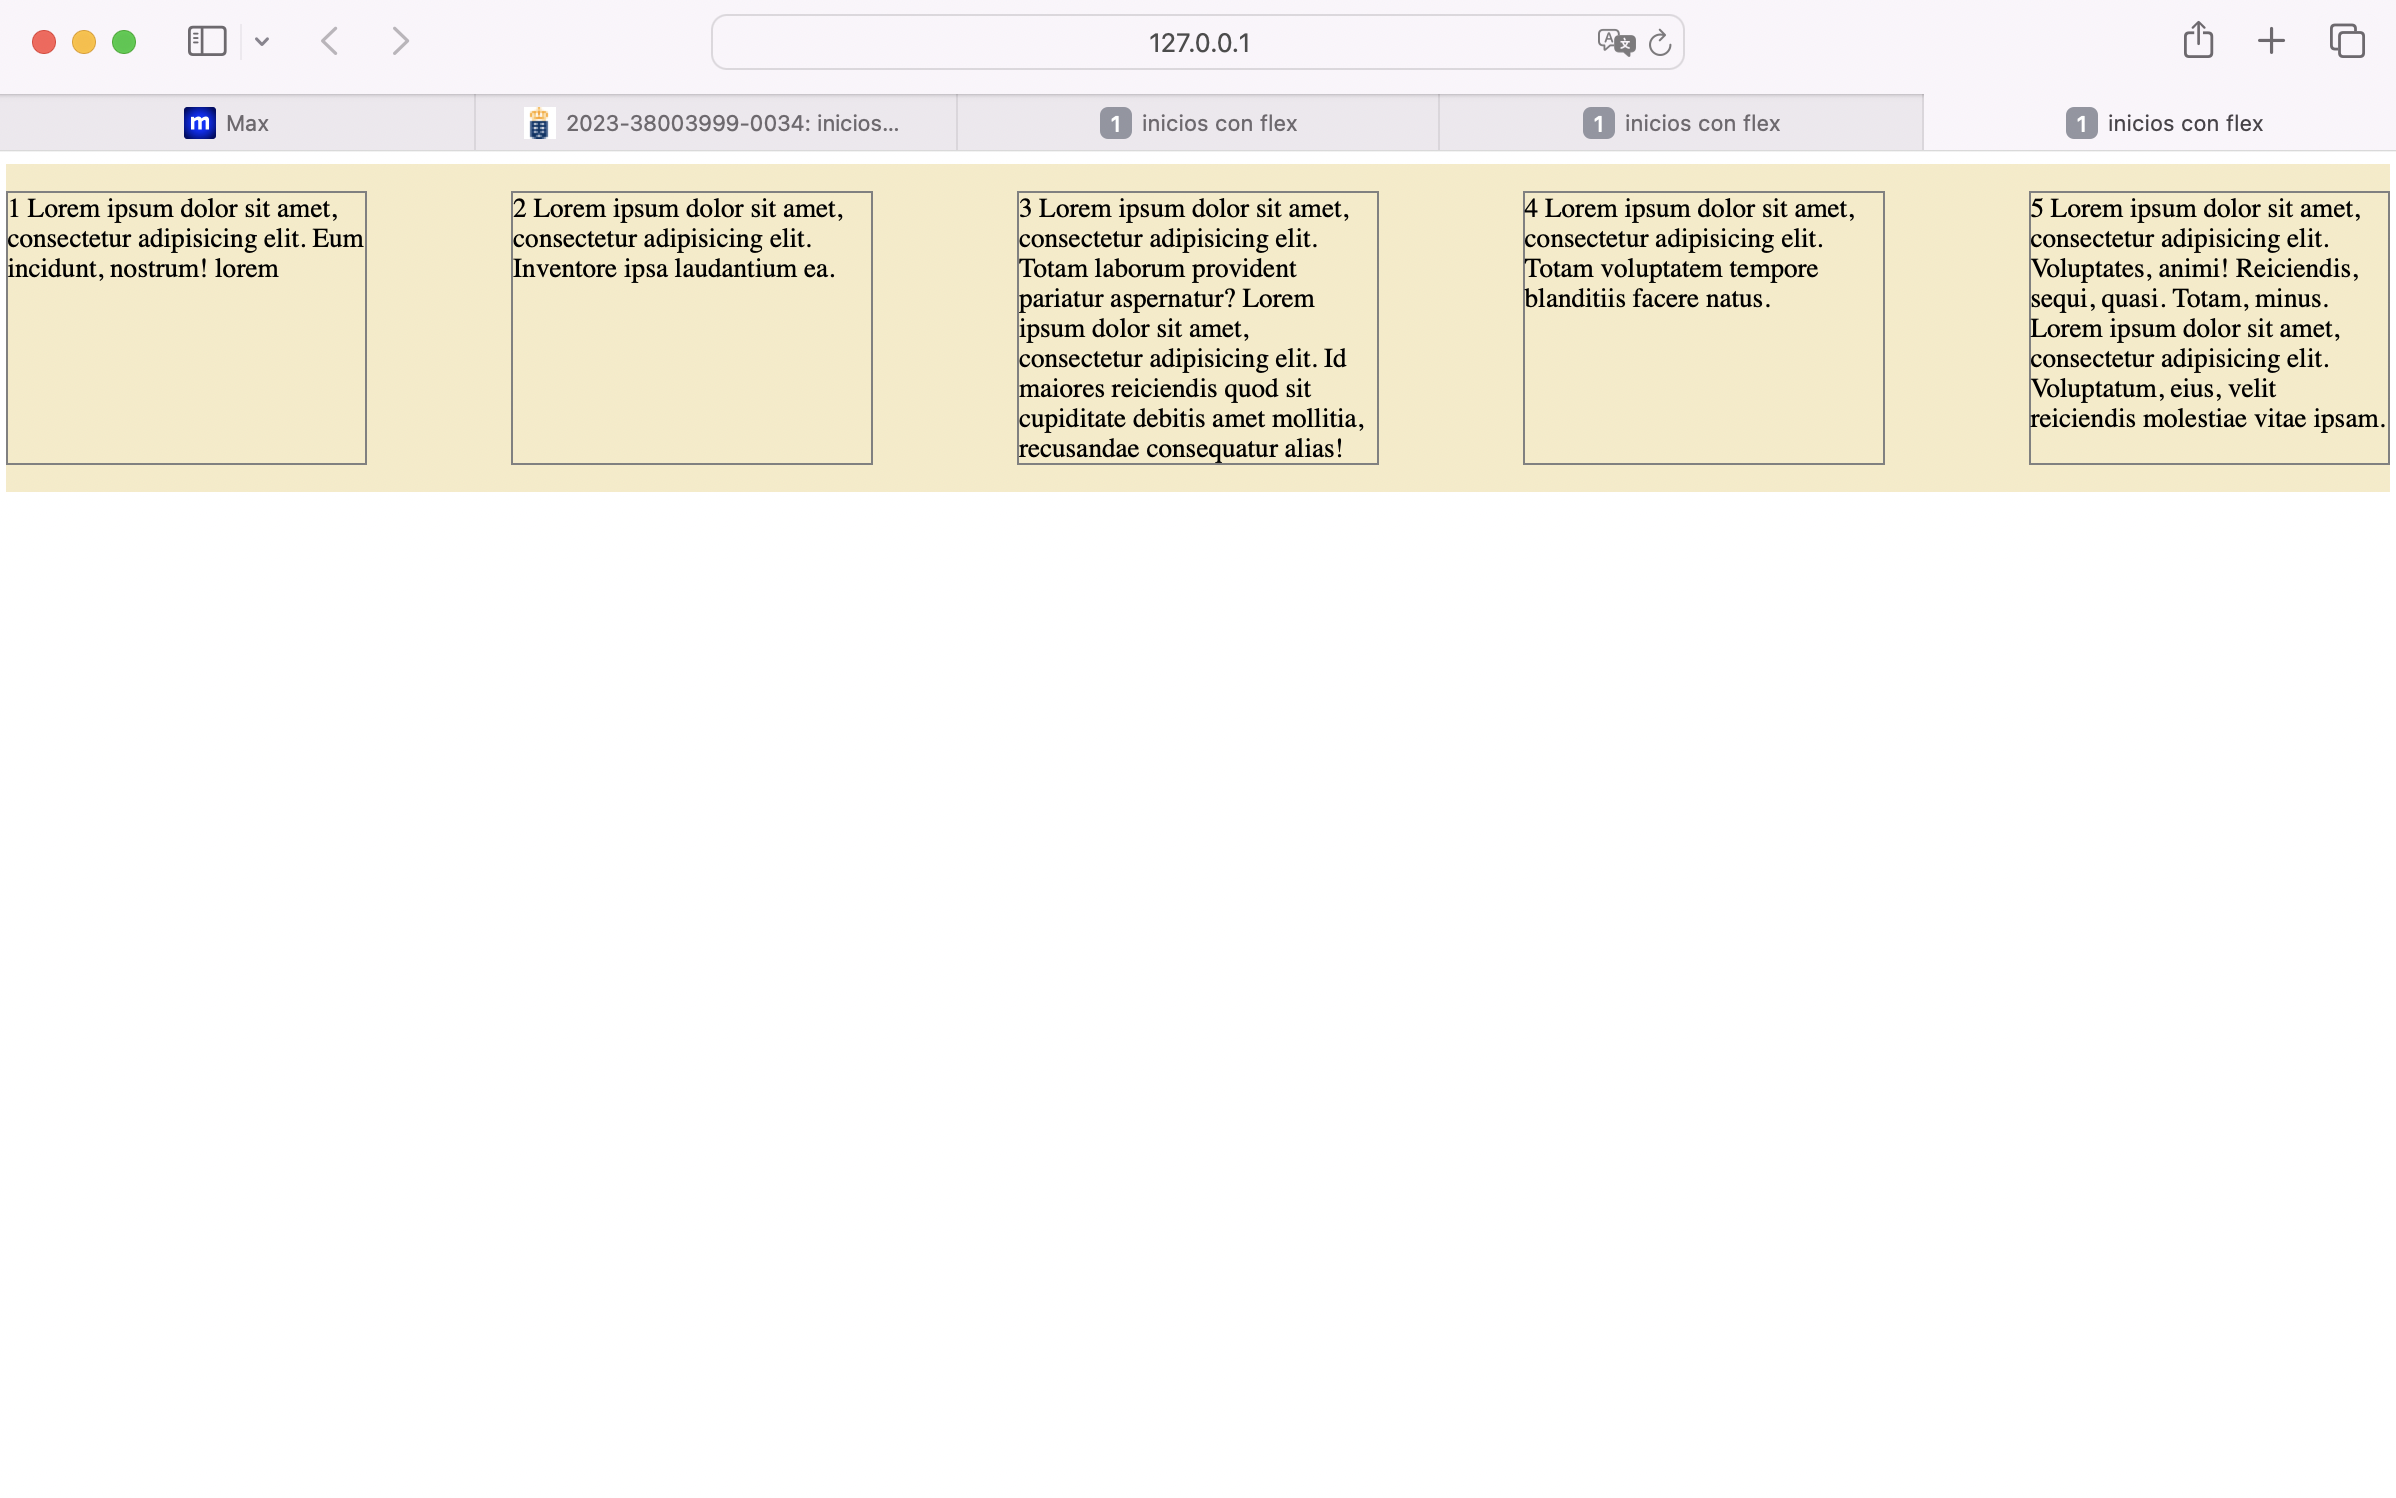 127.0.0.1
m Max
2023-38003999-0034: inicios...
1 inicios con flex
1 inicios con flex
1 inicios con flex
1 Lorem ipsum dolor sit amet,
consectetur adipisicing elit. Eum
incidunt, nostrum! lorem
2 Lorem ipsum dolor sit amet,
consectetur adipisicing elit.
Inventore ipsa laudantium ea.
3 Lorem ipsum dolor sit amet,
consectetur adipisicing elit.
Totam laborum provident
pariatur aspernatur? Lorem
ipsum dolor sit amet,
consectetur adipisicing elit. Id
maiores reiciendis quod sit
cupiditate debitis amet mollitia,
recusandae consequatur alias!
4 Lorem ipsum dolor sit amet,
consectetur adipisicing elit.
Totam voluptatem tempore
blanditiis facere natus.
5 Lorem ipsum dolor sit amet,
consectetur adipisicing elit.
Voluptates, animi! Reiciendis,
sequi, quasi. Totam, minus.
Lorem ipsum dolor sit amet,
consectetur adipisicing elit.
Voluptatum, eius, velit
reiciendis molestiae vitae ipsam.